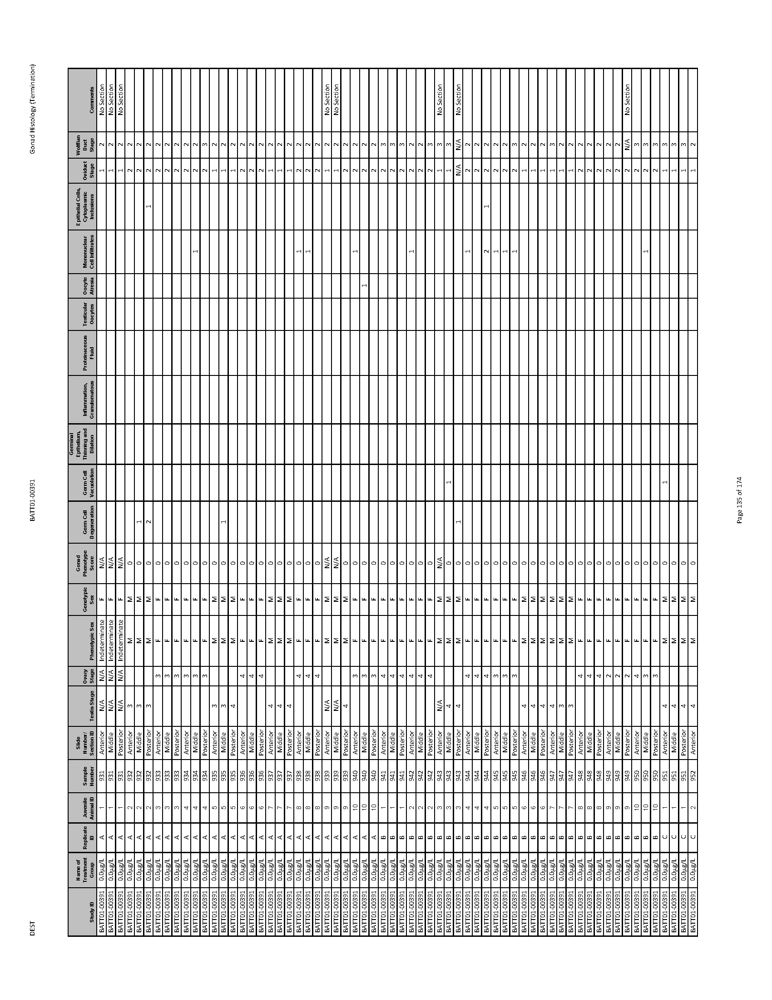 DEST BATT01-00391 Gonad Histology (Termination)
Study ID Name of Treatment Group Replicate ID Juvenile Animal ID Sample Number Slide Number/ Section ID Testis Stage Ovary Stage Phenotypic Sex Genotypic Sex Gonad Phenotype Score Germ Cell Degeneration Germ Cell Vacuolation Germinal Epthelium, Thinning and Dilation Inflammation, Granulomatous Proteinaceous Fluid Testicular Oocytes Oocyte Atresia Mononuclear Cell Infiltrates Epithelial Cells, Cytoplasmic Inclusions Oviduct Stage Wolffian Duct Stage Comments
BATT01-00391 0.0µg/L A 1 931 Anterior N/A N/A Indeterminate F N/A 1 2 No Section
BATT01-00391 0.0µg/L A 1 931 Middle N/A N/A Indeterminate F N/A 1 2 No Section
BATT01-00391 0.0µg/L A 1 931 Posterior N/A N/A Indeterminate F N/A 1 2 No Section
BATT01-00391 0.0µg/L A 2 932 Anterior 3 M M 0 2 2
BATT01-00391 0.0µg/L A 2 932 Middle 3 M M 0 1 2 2
BATT01-00391 0.0µg/L A 2 932 Posterior 3 M M 0 2 1 2 2
BATT01-00391 0.0µg/L A 3 933 Anterior 3 F F 0 2 2
BATT01-00391 0.0µg/L A 3 933 Middle 3 F F 0 2 2
BATT01-00391 0.0µg/L A 3 933 Posterior 3 F F 0 2 2
BATT01-00391 0.0µg/L A 4 934 Anterior 3 F F 0 2 2
BATT01-00391 0.0µg/L A 4 934 Middle 3 F F 0 1 2 2
BATT01-00391 0.0µg/L A 4 934 Posterior 3 F F 0 2 3
BATT01-00391 0.0µg/L A 5 935 Anterior 3 M M 0 1 2
BATT01-00391 0.0µg/L A 5 935 Middle 3 M M 0 1 1 2
BATT01-00391 0.0µg/L A 5 935 Posterior 4 M M 0 1 2
BATT01-00391 0.0µg/L A 6 936 Anterior 4 F F 0 2 2
BATT01-00391 0.0µg/L A 6 936 Middle 4 F F 0 2 2
BATT01-00391 0.0µg/L A 6 936 Posterior 4 F F 0 2 2
BATT01-00391 0.0µg/L A 7 937 Anterior 4 M M 0 1 2
BATT01-00391 0.0µg/L A 7 937 Middle 4 M M 0 1 2
BATT01-00391 0.0µg/L A 7 937 Posterior 4 M M 0 1 2
BATT01-00391 0.0µg/L A 8 938 Anterior 4 F F 0 1 2 2
BATT01-00391 0.0µg/L A 8 938 Middle 4 F F 0 1 2 2
BATT01-00391 0.0µg/L A 8 938 Posterior 4 F F 0 2 2
BATT01-00391 0.0µg/L A 9 939 Anterior N/A M M N/A 1 2 No Section
BATT01-00391 0.0µg/L A 9 939 Middle N/A M M N/A 1 2 No Section
BATT01-00391 0.0µg/L A 9 939 Posterior 4 M M 0 2 2
BATT01-00391 0.0µg/L A 10 940 Anterior 3 F F 0 1 2 2
BATT01-00391 0.0µg/L A 10 940 Middle 3 F F 0 1 2 2
BATT01-00391 0.0µg/L A 10 940 Posterior 3 F F 0 2 2
BATT01-00391 0.0µg/L B 1 941 Anterior 4 F F 0 2 3
BATT01-00391 0.0µg/L B 1 941 Middle 4 F F 0 2 3
BATT01-00391 0.0µg/L B 1 941 Posterior 4 F F 0 2 3
BATT01-00391 0.0µg/L B 2 942 Anterior 4 F F 0 1 2 2
BATT01-00391 0.0µg/L B 2 942 Middle 4 F F 0 2 2
BATT01-00391 0.0µg/L B 2 942 Posterior 4 F F 0 2 3
BATT01-00391 0.0µg/L B 3 943 Anterior N/A M M N/A 1 3 No Section
BATT01-00391 0.0µg/L B 3 943 Middle 4 M M 0 1 1 3
BATT01-00391 0.0µg/L B 3 943 Posterior 4 M M 0 1 N/A N/A No Section
BATT01-00391 0.0µg/L B 4 944 Anterior 4 F F 0 1 2 2
BATT01-00391 0.0µg/L B 4 944 Middle 4 F F 0 2 2
BATT01-00391 0.0µg/L B 4 944 Posterior 4 F F 0 2 1 2 2
BATT01-00391 0.0µg/L B 5 945 Anterior 3 F F 0 1 2 2
BATT01-00391 0.0µg/L B 5 945 Middle 3 F F 0 1 2 2
BATT01-00391 0.0µg/L B 5 945 Posterior 3 F F 0 1 2 3
BATT01-00391 0.0µg/L B 6 946 Anterior 4 M M 0 1 2
BATT01-00391 0.0µg/L B 6 946 Middle 4 M M 0 1 2
BATT01-00391 0.0µg/L B 6 946 Posterior 4 M M 0 1 2
BATT01-00391 0.0µg/L B 7 947 Anterior 4 M M 0 1 3
BATT01-00391 0.0µg/L B 7 947 Middle 3 M M 0 1 2
BATT01-00391 0.0µg/L B 7 947 Posterior 3 M M 0 1 2
BATT01-00391 0.0µg/L B 8 948 Anterior 4 F F 0 2 2
BATT01-00391 0.0µg/L B 8 948 Middle 4 F F 0 2 2
BATT01-00391 0.0µg/L B 8 948 Posterior 4 F F 0 2 2
BATT01-00391 0.0µg/L B 9 949 Anterior 2 F F 0 2 2
BATT01-00391 0.0µg/L B 9 949 Middle 2 F F 0 2 2
BATT01-00391 0.0µg/L B 9 949 Posterior 2 F F 0 2 N/A No Section
BATT01-00391 0.0µg/L B 10 950 Anterior 4 F F 0 2 3
BATT01-00391 0.0µg/L B 10 950 Middle 3 F F 0 1 2 3
BATT01-00391 0.0µg/L B 10 950 Posterior 3 F F 0 2 3
BATT01-00391 0.0µg/L C 1 951 Anterior 4 M M 0 1 1 3
BATT01-00391 0.0µg/L C 1 951 Middle 4 M M 0 1 3
BATT01-00391 0.0µg/L C 1 951 Posterior 4 M M 0 1 3
BATT01-00391 0.0µg/L C 2 952 Anterior 4 M M 0 1 2
Page 135 of 174